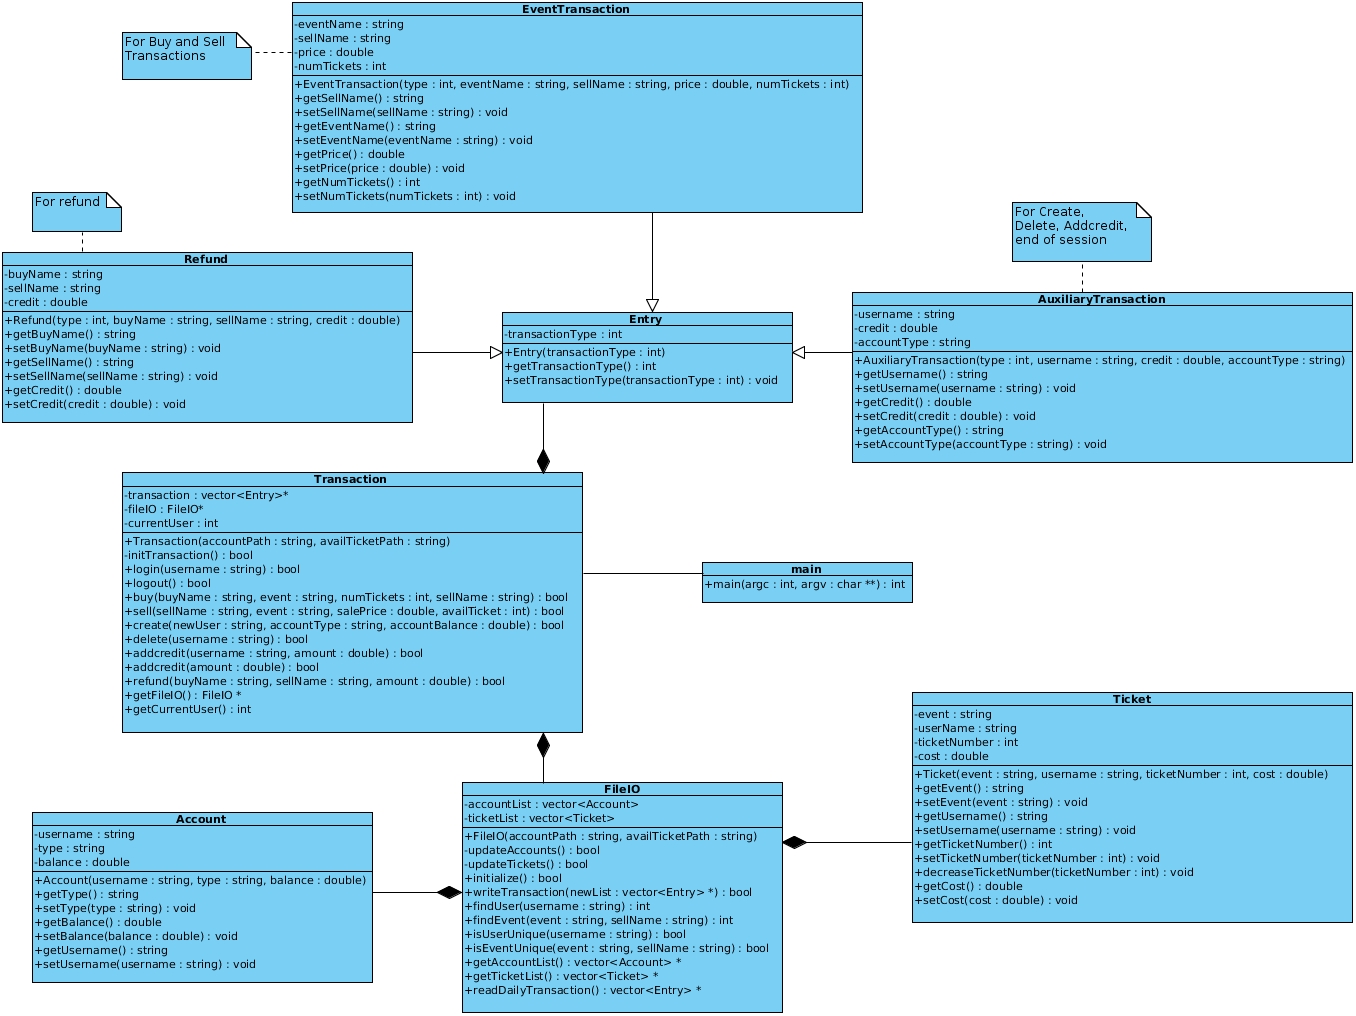 EventTransaction
-eventName : string
-sellName : string
-price : double
-numTickets : int
+EventTransaction(type : int, eventName : string, sellName : string, price : double, numTickets : int)
+getSellName() : string
+setSellName(sellName : string) : void
+getEventName() : string
+setEventName(eventName : string) : void
+getPrice() : double
+setPrice(price : double) : void
+getNumTickets() : int
+setNumTickets(numTickets : int) : void
For Buy and Sell
Transactions
For refund
Refund
-buyName : string
-sellName : string
-credit : double
+Refund(type : int, buyName : string, sellName : string, credit : double)
+getBuyName() : string
+setBuyName(buyName : string) : void
+getSellName() : string
+setSellName(sellName : string) : void
+getCredit() : double
+setCredit(credit : double) : void
Entry
-transactionType : int
+Entry(transactionType : int)
+getTransactionType() : int
+setTransactionType(transactionType : int) : void
For Create,
Delete, Addcredit,
end of session
AuxiliaryTransaction
-username : string
-credit : double
-accountType : string
+AuxiliaryTransaction(type : int, username : string, credit : double, accountType : string)
+getUsername() : string
+setUsername(username : string) : void
+getCredit() : double
+setCredit(credit : double) : void
+getAccountType() : string
+setAccountType(accountType : string) : void
Transaction
-transaction : vector<Entry>*
-fileIO : FileIO*
-currentUser : int
+Transaction(accountPath : string, availTicketPath : string)
-initTransaction() : bool
+login(username : string) : bool
+logout() : bool
+buy(buyName : string, event : string, numTickets : int, sellName : string) : bool
+sell(sellName : string, event : string, salePrice : double, availTicket : int) : bool
+create(newUser : string, accountType : string, accountBalance : double) : bool
+delete(username : string) : bool
+addcredit(username : string, amount : double) : bool
+addcredit(amount : double) : bool
+refund(buyName : string, sellName : string, amount : double) : bool
+getFileIO() : FileIO *
+getCurrentUser() : int
main
+main(argc : int, argv : char **) : int
Ticket
-event : string
-userName : string
-ticketNumber : int
-cost : double
+Ticket(event : string, username : string, ticketNumber : int, cost : double)
+getEvent() : string
+setEvent(event : string) : void
+getUsername() : string
+setUsername(username : string) : void
+getTicketNumber() : int
+setTicketNumber(ticketNumber : int) : void
+decreaseTicketNumber(ticketNumber : int) : void
+getCost() : double
+setCost(cost : double) : void
FileIO
-accountList : vector<Account>
-ticketList : vector<Ticket>
+FileIO(accountPath : string, availTicketPath : string)
-updateAccounts() : bool
-updateTickets() : bool
+initialize() : bool
+writeTransaction(newList : vector<Entry> *) : bool
+findUser(username : string) : int
+findEvent(event : string, sellName : string) : int
+isUserUnique(username : string) : bool
+isEventUnique(event : string, sellName : string) : bool
+getAccountList() : vector<Account> *
+getTicketList() : vector<Ticket> *
+readDailyTransaction() : vector<Entry> *
Account
-username : string
-type : string
-balance : double
+Account(username : string, type : string, balance : double)
+getType() : string
+setType(type : string) : void
+getBalance() : double
+setBalance(balance : double) : void
+getUsername() : string
+setUsername(username : string) : void